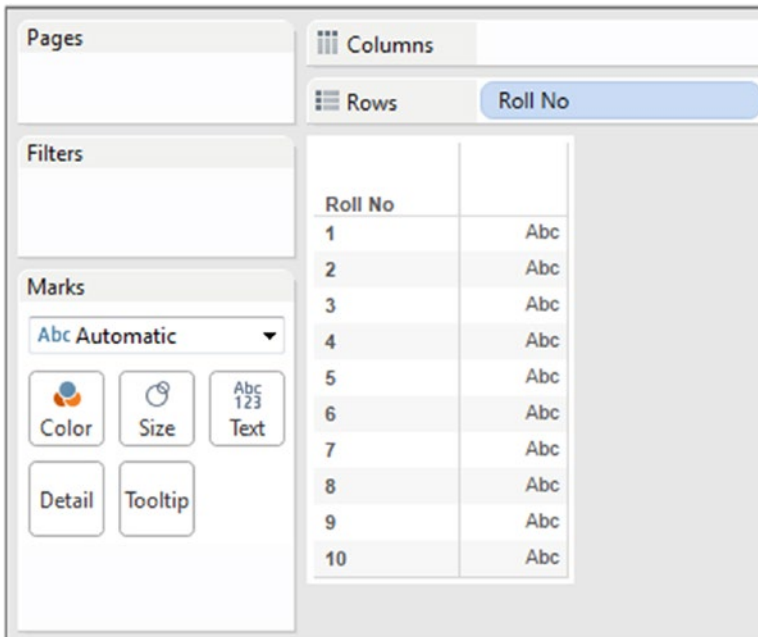 Pages
Columns
Rows
Roll No
Filters
Marks
Abc Automatic
Color
Size
Abc
123
Text
Detail
Tooltip
Roll No
1 Abc
2 Abc
3 Abc
4 Abc
5 Abc
6 Abc
7 Abc
8 Abc
9 Abc
10 Abc